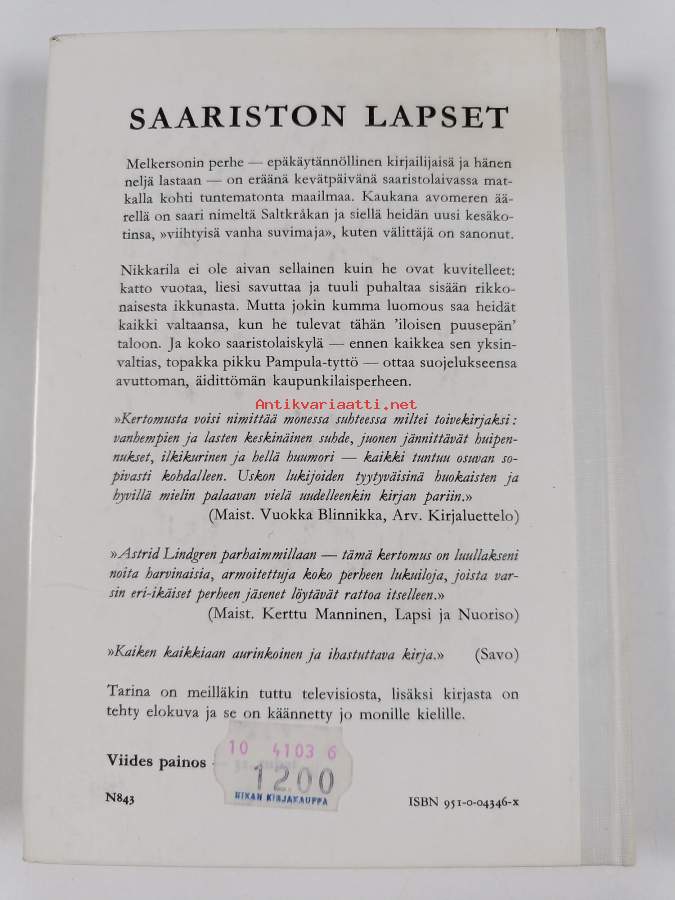 SAARISTON LAPSET
Melkersonin perhe — epäkäytännöllinen kirjailijaisä ja hänen
neljä lastaan — on eräänä kevätpäivänä saaristolaivassa mat-
kalla kohti tuntematonta maailmaa. Kaukana avomeren ää-
rellä on saari nimeltä Saltkråkan ja siellä heidän uusi kesäko-
tinsa, »viihtyisä vanha suvimaja», kuten välittäjä on sanonut.
Nikkarila ei ole aivan sellainen kuin he ovat kuvitelleet:
katto vuotaa, liesi savuttaa ja tuuli puhaltaa sisään rikko-
naisesta ikkunasta. Mutta jokin kumma luomous saa heidät
kaikki valtaansa, kun he tulevat tähän 'iloisen puusepän'
taloon. Ja koko saaristolaiskylä — ennen kaikkea sen yksin-
valtias, topakka pikku Pampula-tyttö — ottaa suojelukseensa
avuttoman, äidittömän kaupunkilaisperheen.
Antikvariaatti.net
»Kertomusta voisi nimittää monessa suhteessa miltei toivekirjaksi:
vanhempien ja lasten keskinäinen suhde, juonen jännittävät huipen-
nukset, ilkikurinen ja hellä huumori — kaikki tuntuu osuvan so-
pivasti kohdalleen. Uskon lukijoiden tyytyväisinä huokaisten ja
hyvillä mielin palaavan vielä uudelleenkin kirjan pariin.»
(Maist. Vuokka Blinnikka, Arv. Kirjaluettelo)
»Astrid Lindgren parhaimmillaan — tämä kertomus on luullakseni
noita harvinaisia, armoitettuja koko perheen lukuiloja, joista var-
sin eri-ikäiset perheen jäsenet löytävät rattoa itselleen.»
(Maist. Kerttu Manninen, Lapsi ja Nuoriso)
»Kaiken kaikkiaan aurinkoinen ja ihastuttava kirja.» (Savo)
Tarina on meilläkin tuttu televisiosta, lisäksi kirjasta on
tehty elokuva ja se on käännetty jo monille kielille.
10 4103 6
Viides painos
1200
NIKAN KIRJAKAUPPA
N843 ISBN 951-0-04346-x